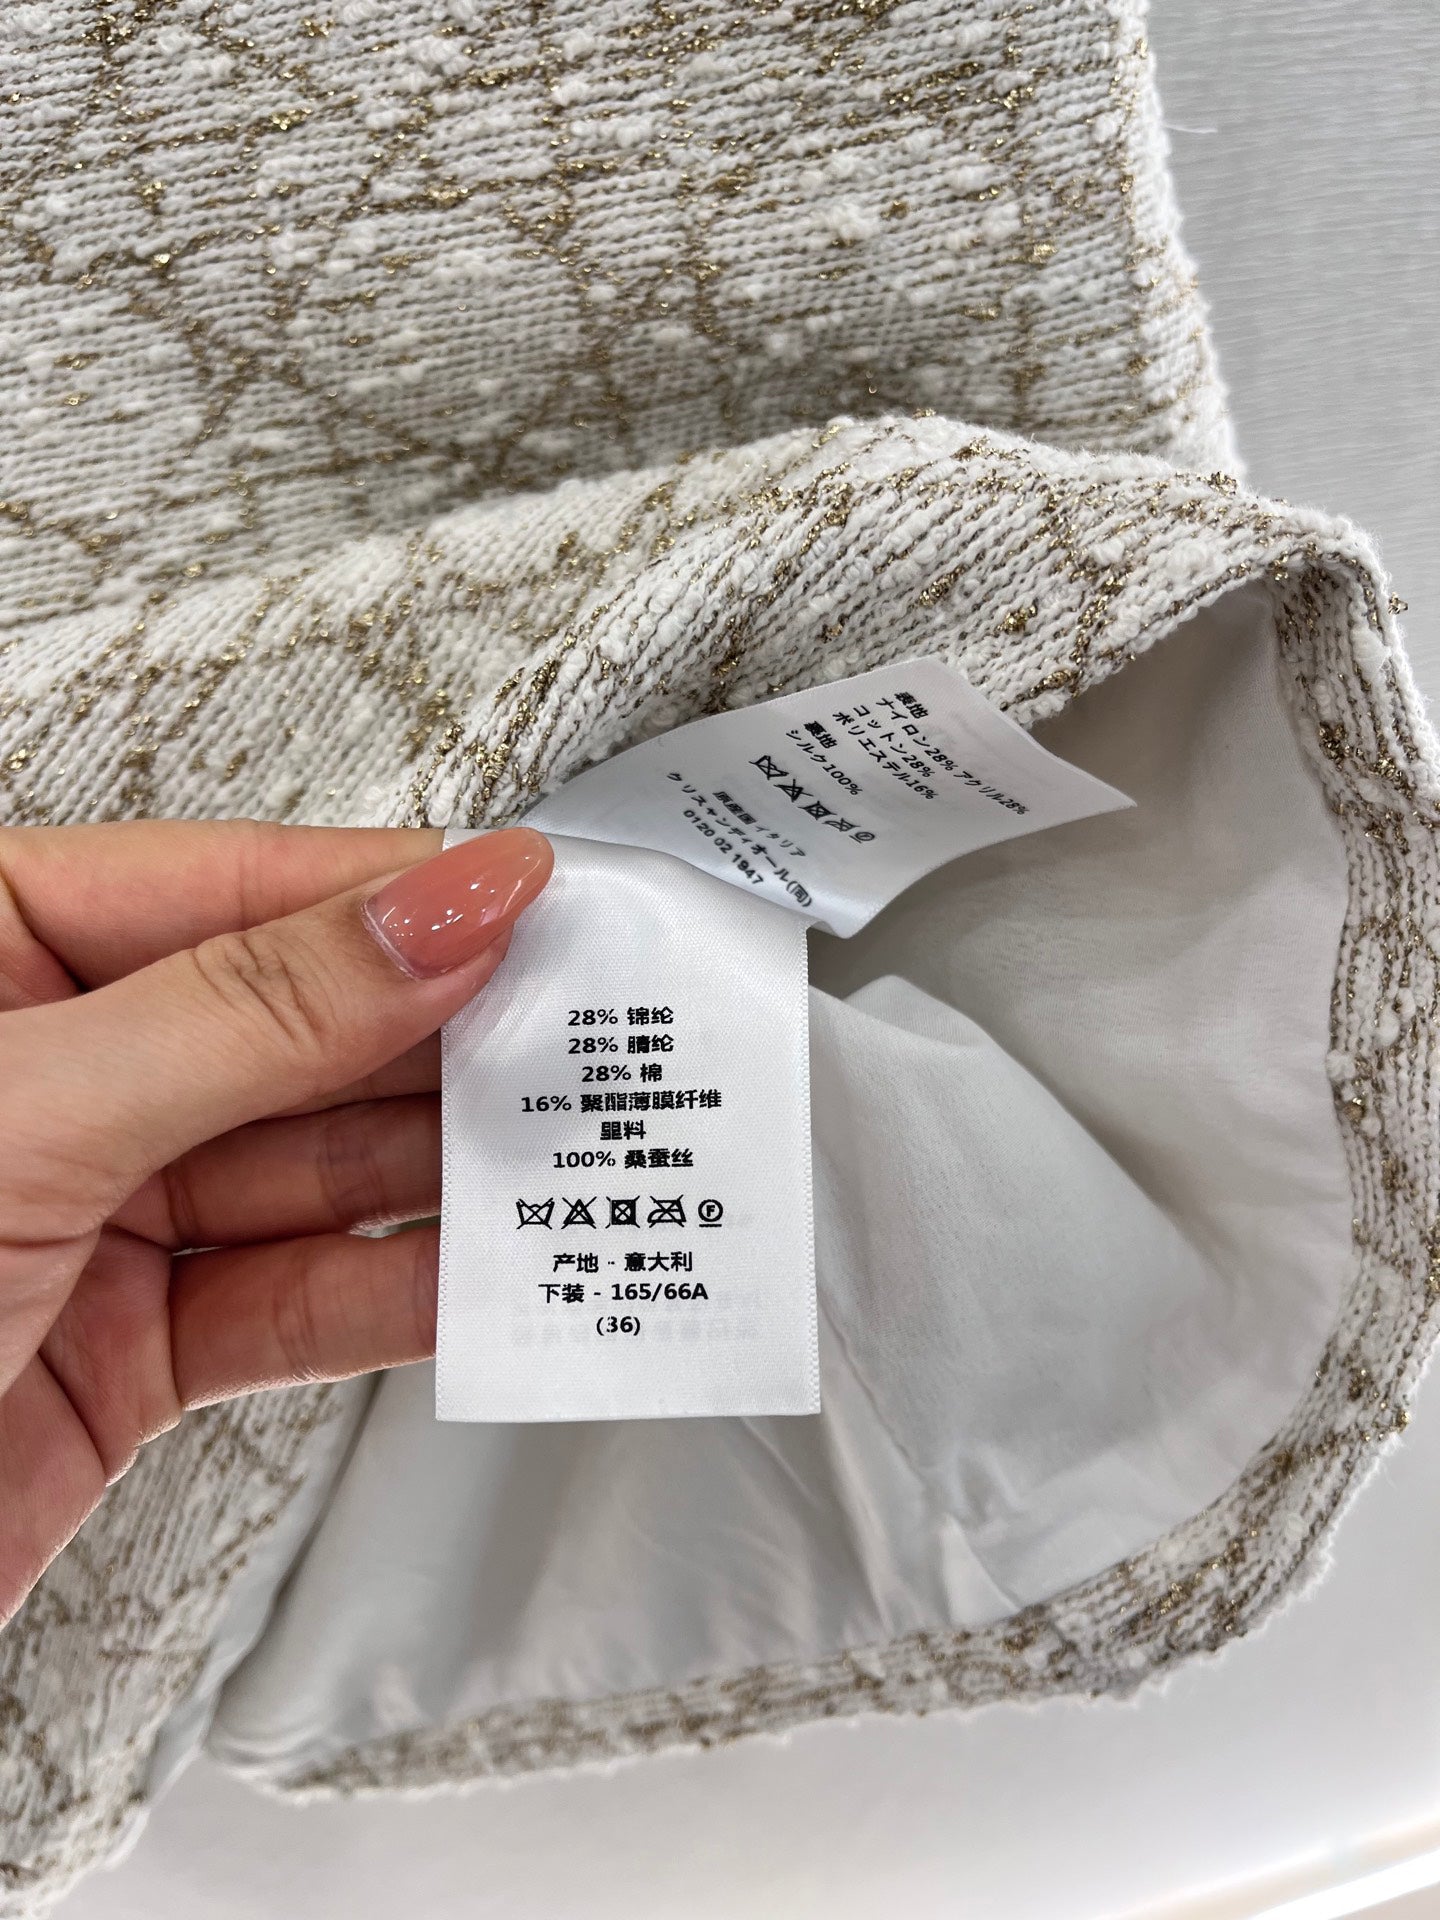 表地
ナイロン28% アクリル28%
コットン28%
ポリエステル16%
裏地
シルク100%
原産国 イタリア
クリスチャンディオール(同)
0120 02 1947
28% 锦纶
28% 腈纶
28% 棉
16% 聚酯薄膜纤维
里料
100% 桑蚕丝
F
产地 - 意大利
下装 - 165/66A
(36)